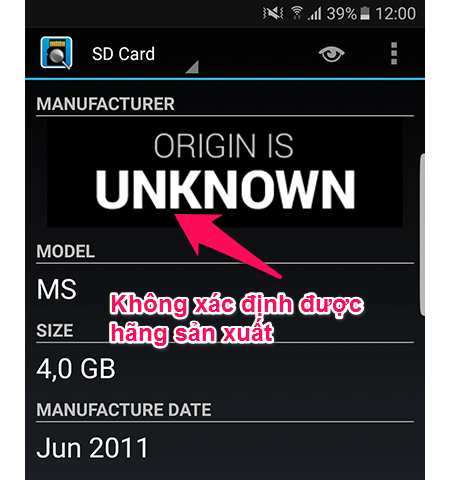 39% 12:00
SD Card
MANUFACTURER
ORIGIN IS
UNKNOWN
MODEL
MS
Không xác định được
hãng sản xuất
SIZE
4,0 GB
MANUFACTURE DATE
Jun 2011